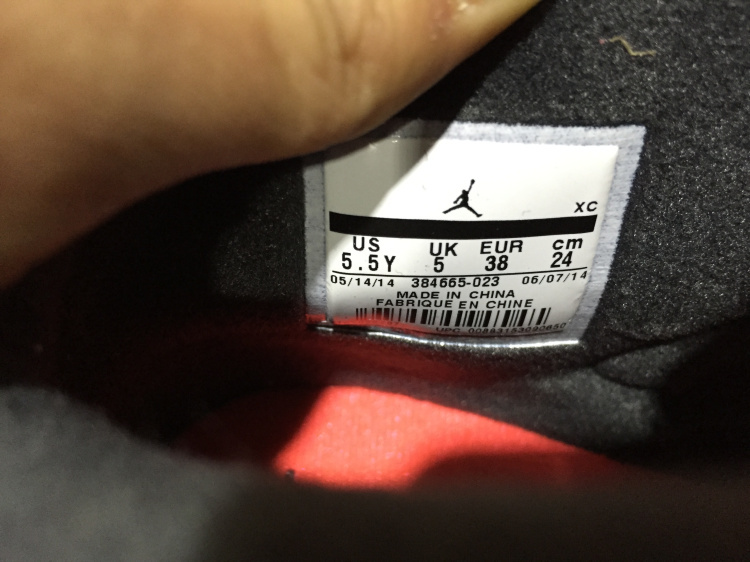 XC
US UK EUR cm
5.5Y 5 38 24
05/14/14 384665-023 06/07/14
MADE IN CHINA
FABRIQUE EN CHINE
UPC